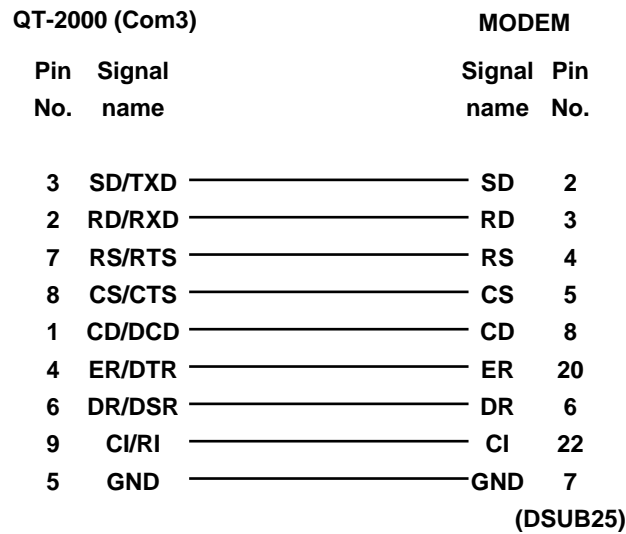 QT-2000 (Com3) MODEM
Pin Signal Signal Pin
No. name name No.
3 SD/TXD SD 2
2 RD/RXD RD 3
7 RS/RTS RS 4
8 CS/CTS CS 5
1 CD/DCD CD 8
4 ER/DTR ER 20
6 DR/DSR DR 6
9 CI/RI CI 22
5 GND GND 7
(DSUB25)